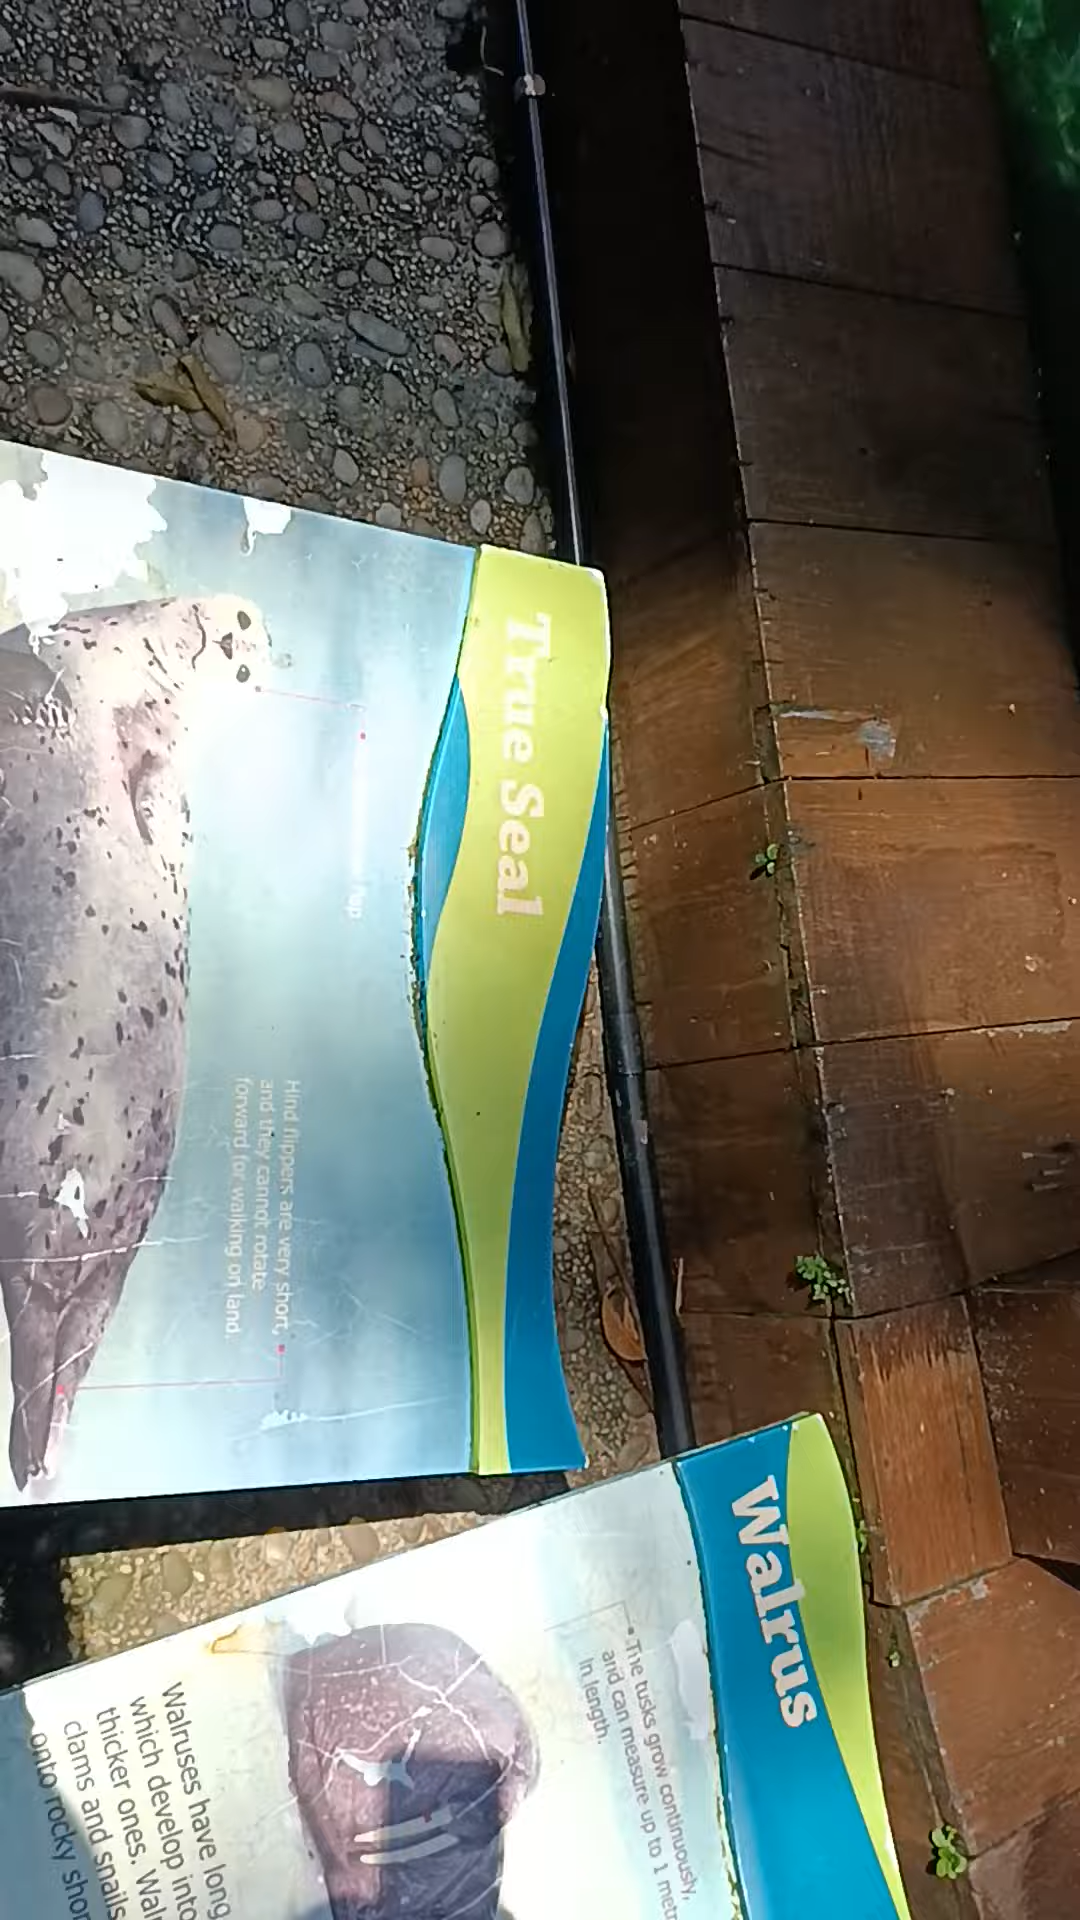 True Seal
Hind flippers are very short,
and they cannot rotate
forward for walking on land.
Walrus
The tusks grow continuously,
and can measure up to 1 metr
in length.
Walruses have long
which develop into
thicker ones.
clams and snails
onto rocky shor